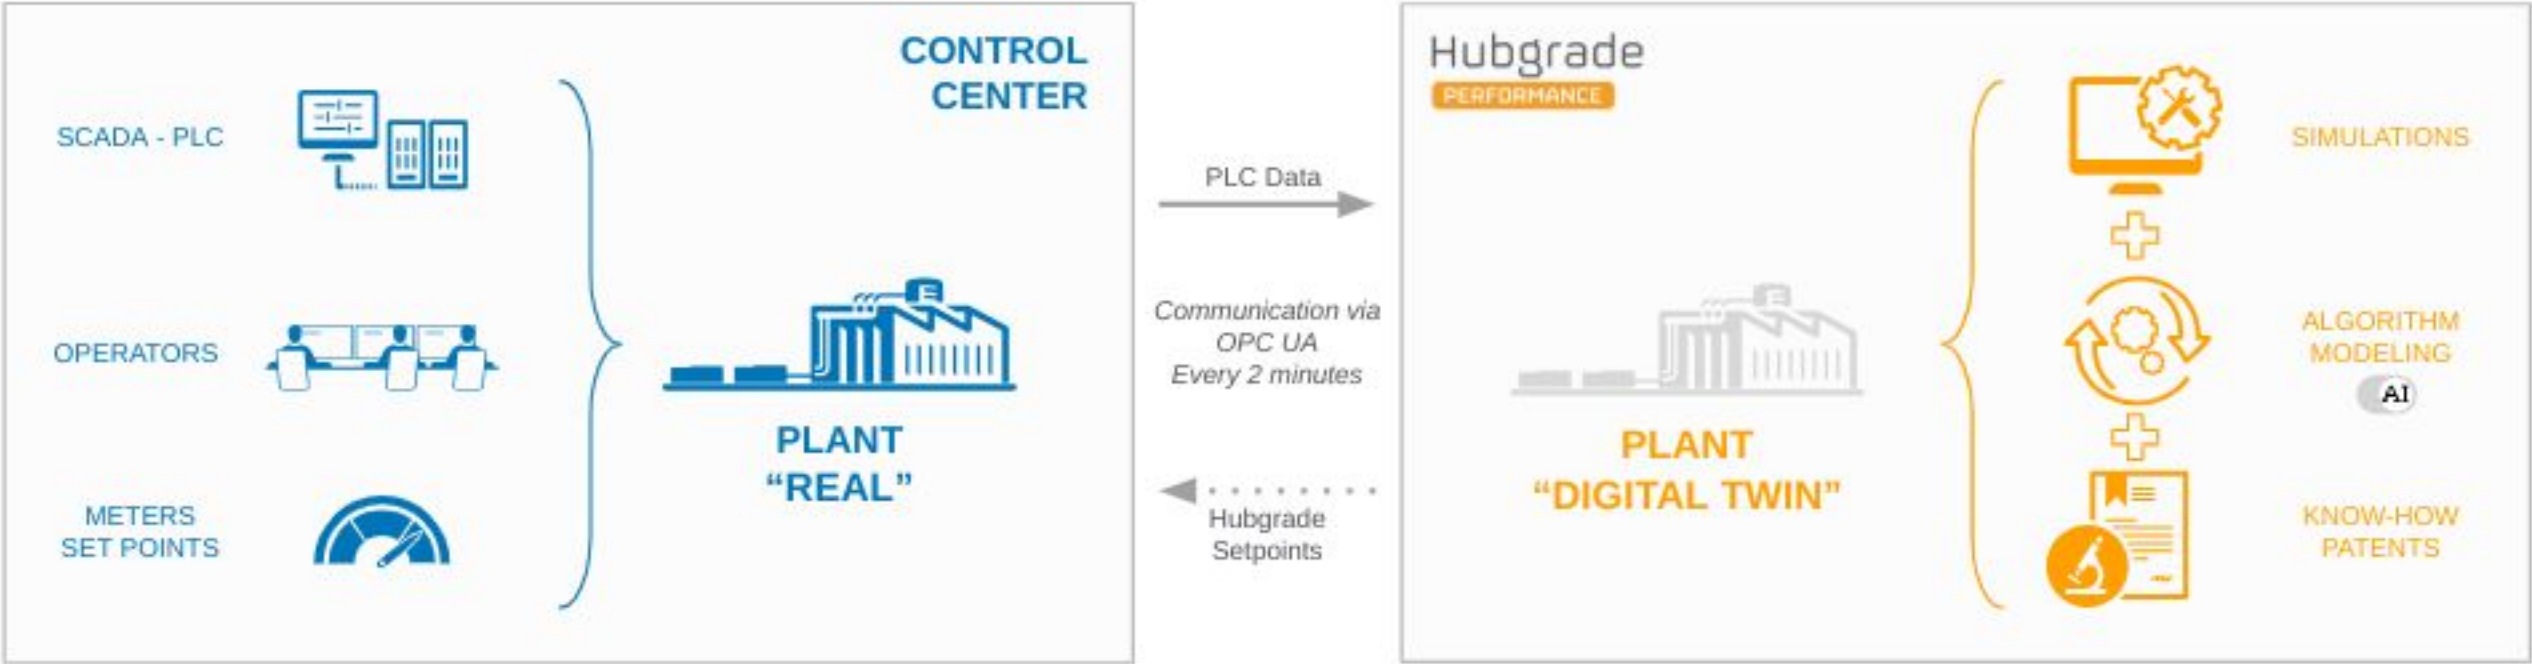 CONTROL
CENTER
SCADA - PLC
OPERATORS
METERS
SET POINTS
PLANT
“REAL”
PLC Data
Communication via
OPC UA
Every 2 minutes
Hubgrade
Setpoints
Hubgrade
PERFORMANCE
PLANT
“DIGITAL TWIN”
SIMULATIONS
ALGORITHM
MODELING
AI
KNOW-HOW
PATENTS